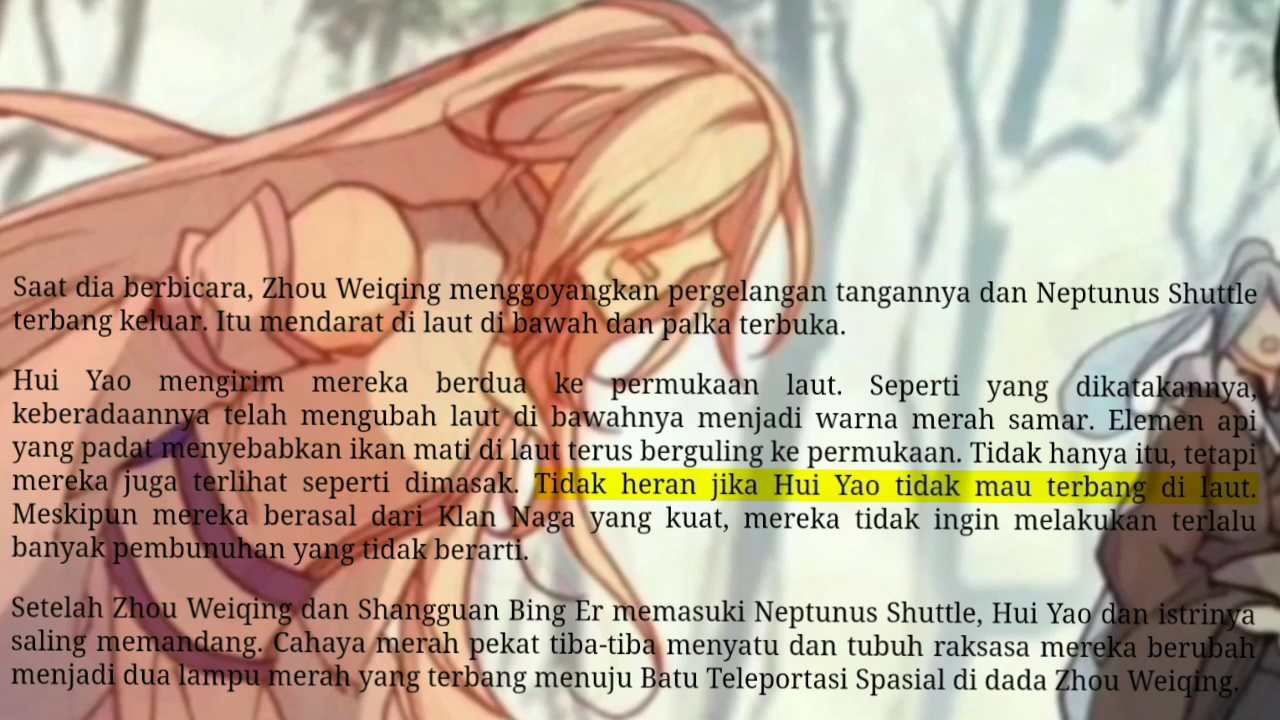 Saat dia berbicara, Zhou Weiqing menggoyangkan pergelangan tangannya dan Neptunus Shuttle
terbang keluar. Itu mendarat di laut di bawah dan palka terbuka.
Hui Yao mengirim mereka berdua ke permukaan laut. Seperti yang dikatakannya,
keberadaannya telah mengubah laut di bawahnya menjadi warna merah samar. Elemen api
yang padat menyebabkan ikan mati di laut terus berguling ke permukaan. Tidak hanya itu, tetapi
mereka juga terlihat seperti dimasak. Tidak heran jika Hui Yao tidak mau terbang di laut.
Meskipun mereka berasal dari Klan Naga yang kuat, mereka tidak ingin melakukan terlalu
banyak pembunuhan yang tidak berarti.
Setelah Zhou Weiqing dan Shangguan Bing Er memasuki Neptunus Shuttle, Hui Yao dan istrinya
saling memandang. Cahaya merah pekat tiba-tiba menyatu dan tubuh raksasa mereka berubah
menjadi dua lampu merah yang terbang menuju Batu Teleportasi Spasial di dada Zhou Weiqing.